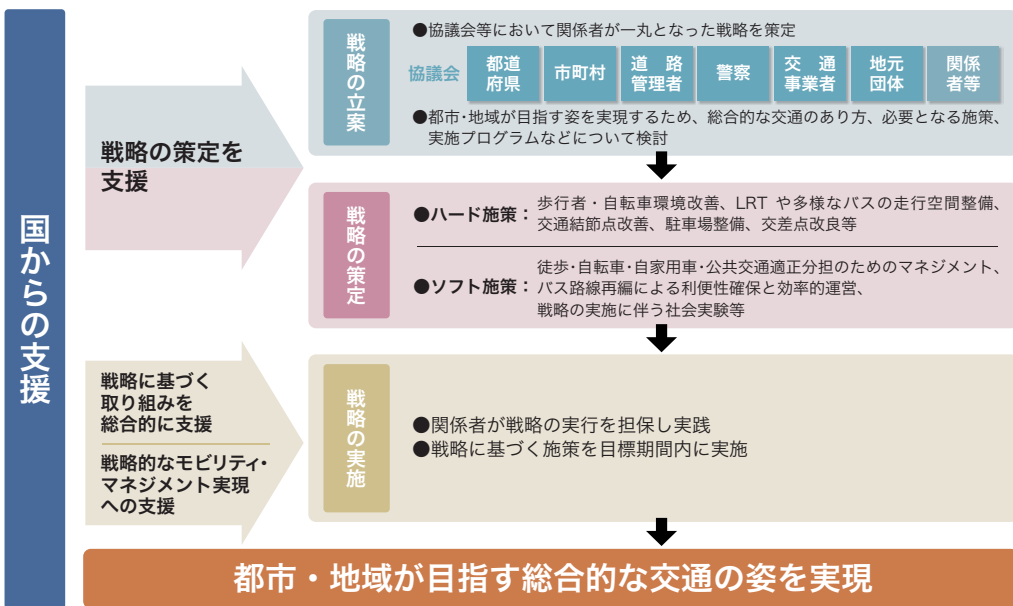 国からの支援
戦略の策定を
支援
戦略の立案
●協議会等において関係者が一丸となった戦略を策定
協議会
都道
府県
市町村
道 路
管理者
警察
交 通
事業者
地元
団体
関係
者等
●都市・地域が目指す姿を実現するため、総合的な交通のあり方、必要となる施策、
実施プログラムなどについて検討
戦略の策定
●ハード施策：
歩行者・自転車環境改善、LRT や多様なバスの走行空間整備、
交通結節点改善、駐車場整備、交差点改良等
●ソフト施策：
徒歩・自転車・自家用車・公共交通適正分担のためのマネジメント、
バス路線再編による利便性確保と効率的運営、
戦略の実施に伴う社会実験等
戦略に基づく
取り組みを
総合的に支援
戦略的なモビリティ・
マネジメント実現
への支援
戦略の実施
●関係者が戦略の実行を担保し実践
●戦略に基づく施策を目標期間内に実施
都市・地域が目指す総合的な交通の姿を実現